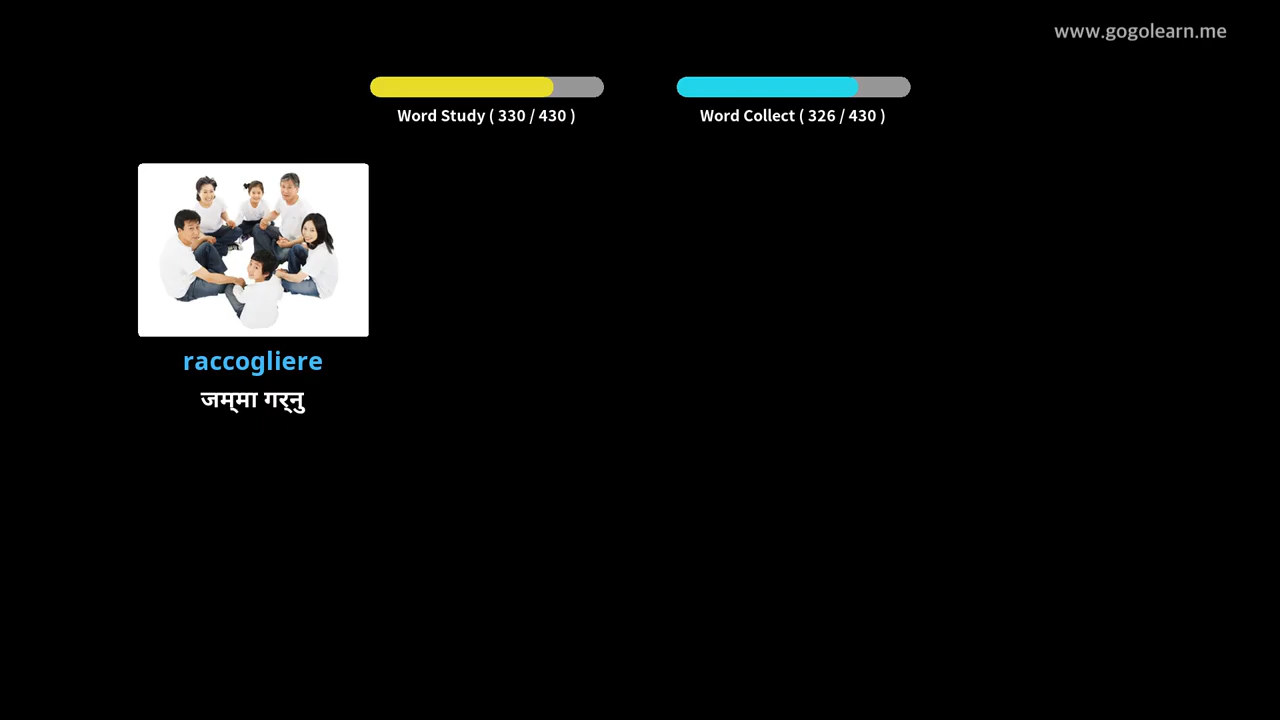 www.gogolearn.me
Word Study ( 330 / 430 )
Word Collect ( 326 / 430 )
raccogliere
जम्मा गर्नु